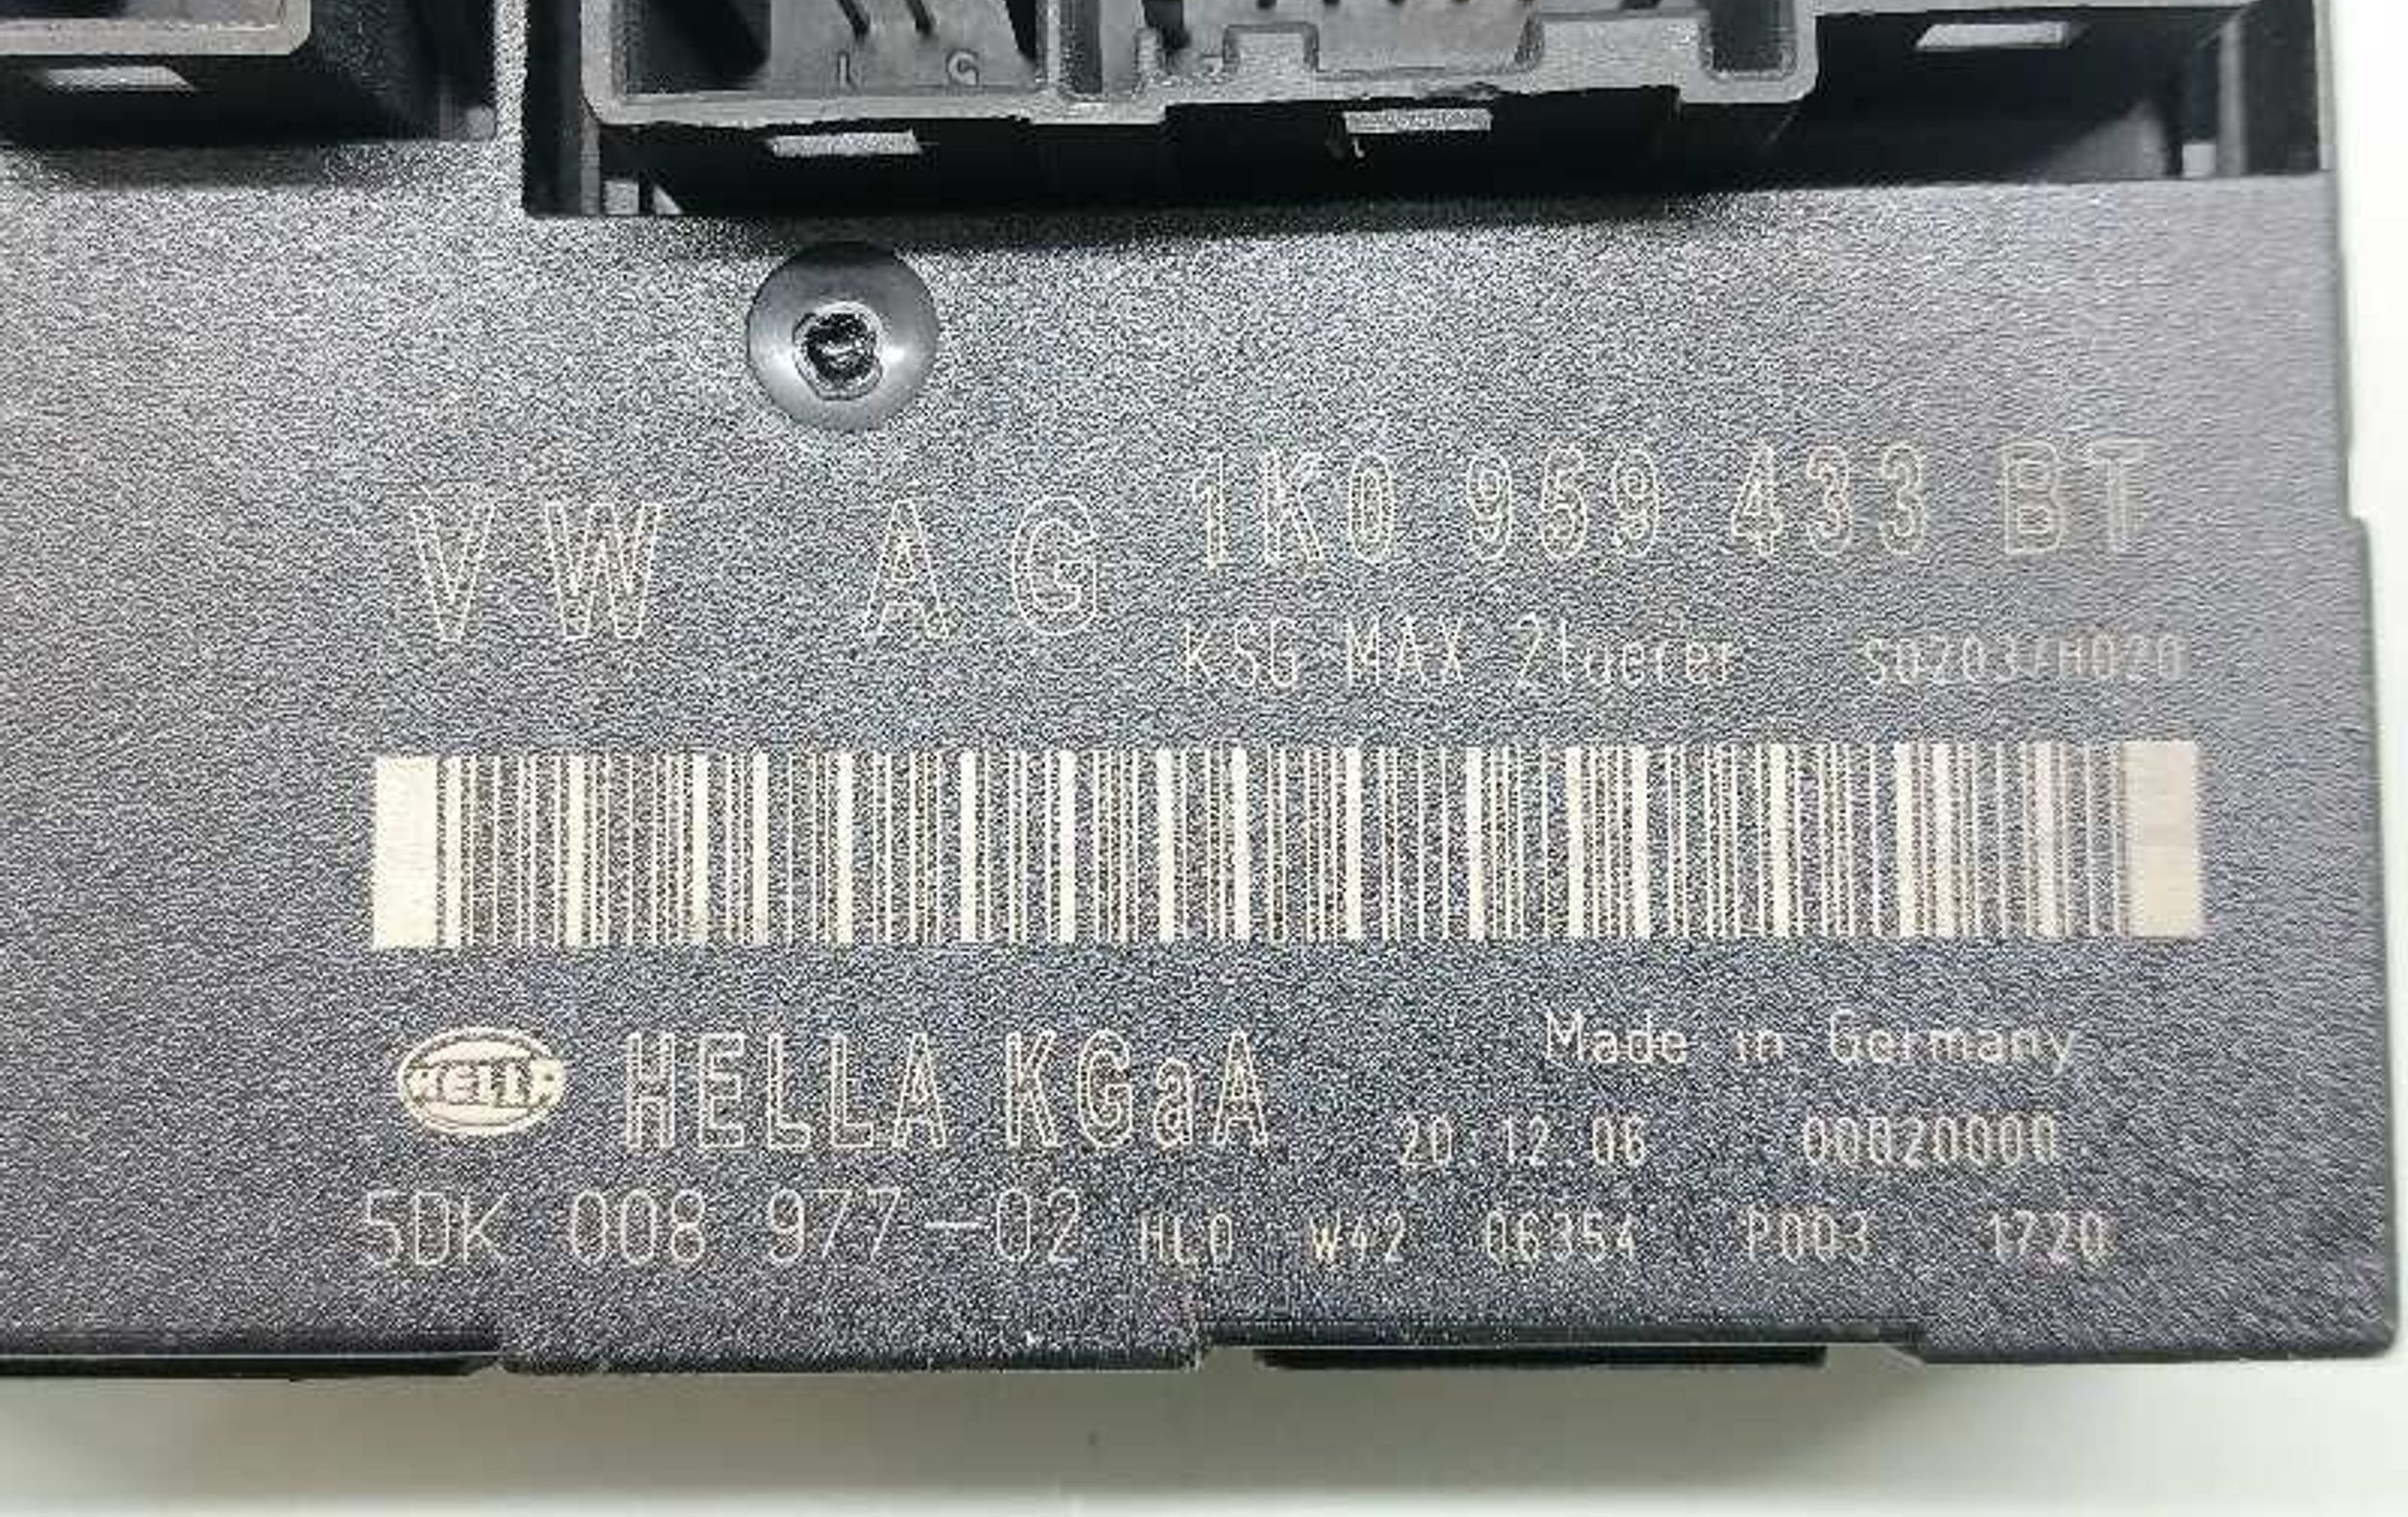 L G
VW AG 1K0 959 433 BT
KSG MAX 2tuerer S0203/H020
HELLA HELLA KGaA Made in Germany
20.12.06 00020000
5DK 008 977-02 HL0 W42 06354 P003 1720